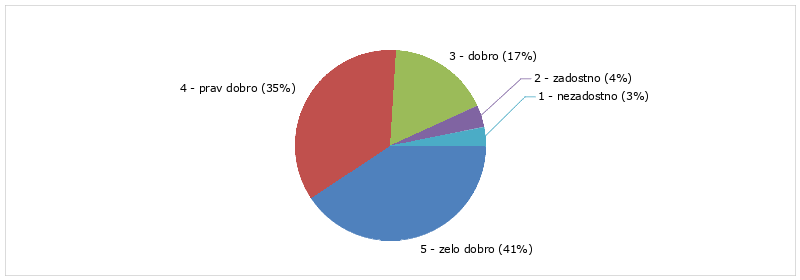 3 - dobro (17%)
2 - zadostno (4%)
4 - prav dobro (35%)
1 - nezadostno (3%)
5 - zelo dobro (41%)